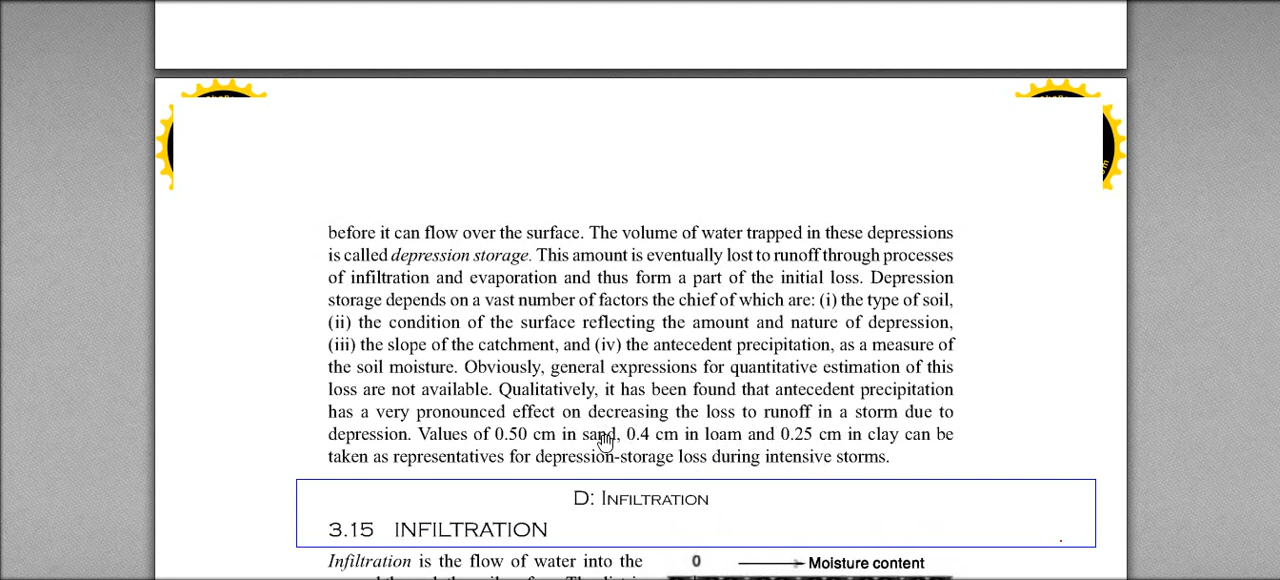 before it can flow over the surface. The volume of water trapped in these depressions
is called depression storage. This amount is eventually lost to runoff through processes
of infiltration and evaporation and thus form a part of the initial loss. Depression
storage depends on a vast number of factors the chief of which are: (i) the type of soil,
(ii) the condition of the surface reflecting the amount and nature of depression,
(iii) the slope of the catchment, and (iv) the antecedent precipitation, as a measure of
the soil moisture. Obviously, general expressions for quantitative estimation of this
loss are not available. Qualitatively, it has been found that antecedent precipitation
has a very pronounced effect on decreasing the loss to runoff in a storm due to
depression. Values of 0.50 cm in sand, 0.4 cm in loam and 0.25 cm in clay can be
taken as representatives for depression-storage loss during intensive storms.
D: INFILTRATION
3.15 INFILTRATION
Infiltration is the flow of water into the
0 Moisture content